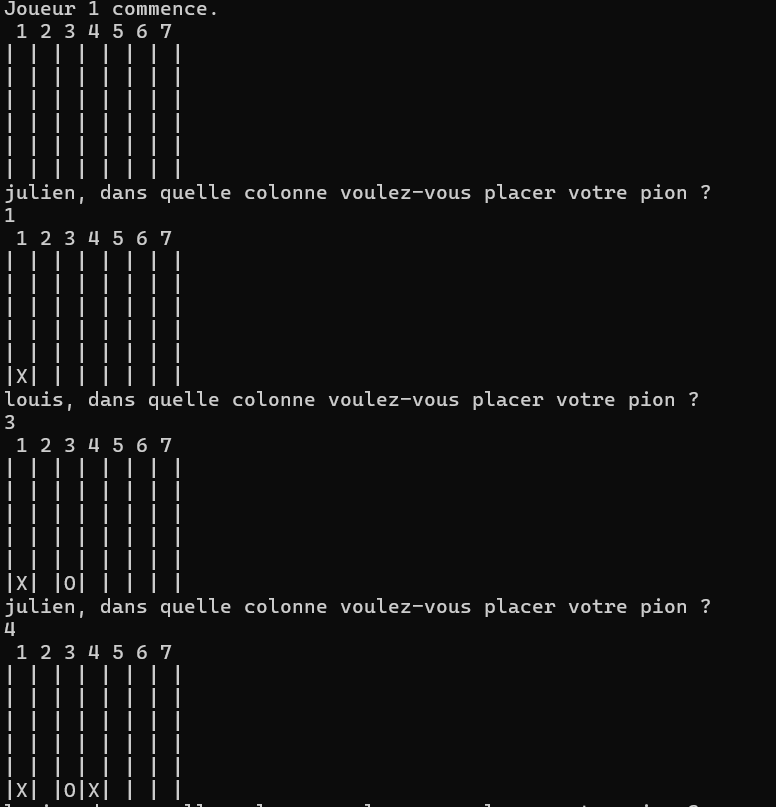 Joueur 1 commence.
 1 2 3 4 5 6 7
| | | | | | | |
| | | | | | | |
| | | | | | | |
| | | | | | | |
| | | | | | | |
| | | | | | | |
julien, dans quelle colonne voulez-vous placer votre pion ?
1
 1 2 3 4 5 6 7
| | | | | | | |
| | | | | | | |
| | | | | | | |
| | | | | | | |
| | | | | | | |
|X| | | | | | |
louis, dans quelle colonne voulez-vous placer votre pion ?
3
 1 2 3 4 5 6 7
| | | | | | | |
| | | | | | | |
| | | | | | | |
| | | | | | | |
| | | | | | | |
|X| |O| | | | |
julien, dans quelle colonne voulez-vous placer votre pion ?
4
 1 2 3 4 5 6 7
| | | | | | | |
| | | | | | | |
| | | | | | | |
| | | | | | | |
| | | | | | | |
|X| |O|X| | | |